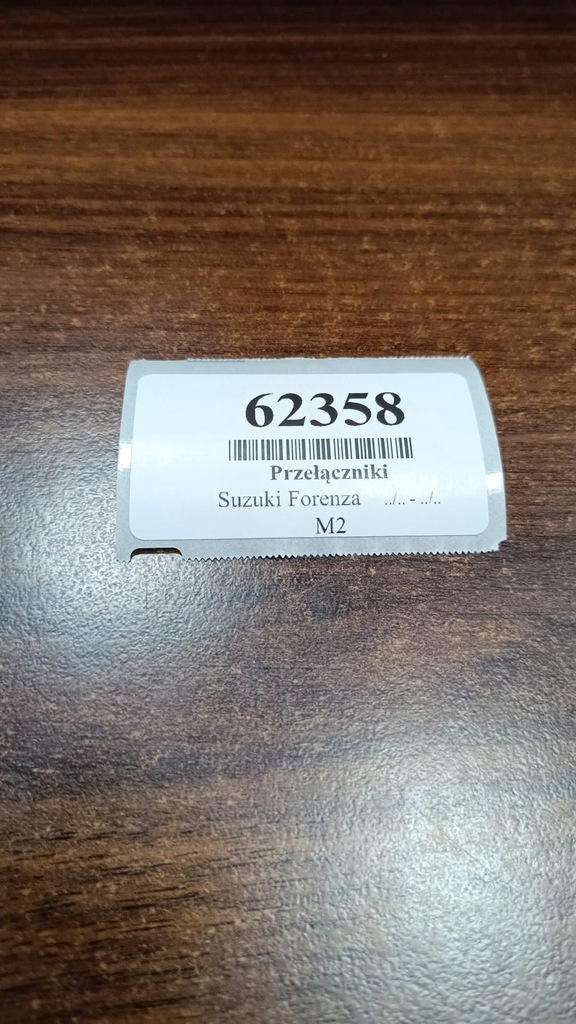 62358
Przełączniki
Suzuki Forenza ../.. - ../..
M2